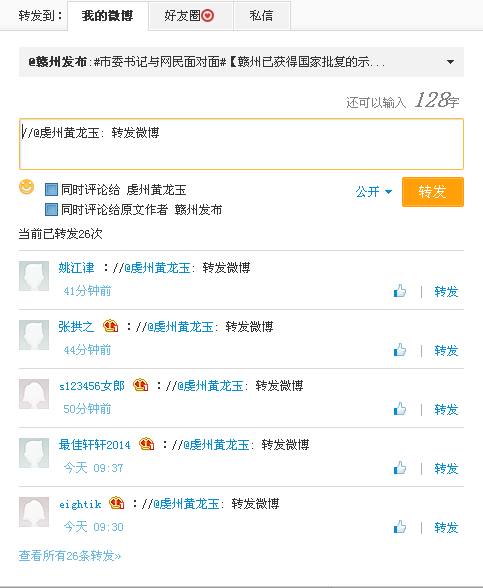 转发到： 我的微博 好友圈 私信
@赣州发布:#市委书记与网民面对面#【赣州已获得国家批复的示...
还可以输入 128字
//@虔州黄龙玉: 转发微博
同时评论给 虔州黄龙玉 公开 转发
同时评论给原文作者 赣州发布
当前已转发26次
姚江津 ：//@虔州黄龙玉: 转发微博
41分钟前 | 转发
张拱之 ：//@虔州黄龙玉: 转发微博
44分钟前 | 转发
s123456女郎 ：//@虔州黄龙玉: 转发微博
50分钟前 | 转发
最佳轩轩2014 ：//@虔州黄龙玉: 转发微博
今天 09:37 | 转发
eightik ：//@虔州黄龙玉: 转发微博
今天 09:30 | 转发
查看所有26条转发»